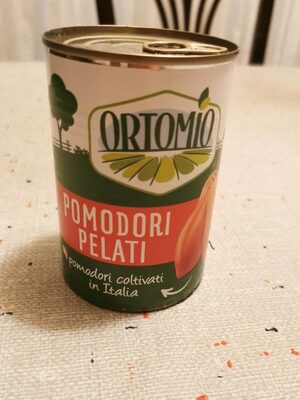 ORTOMIO
POMODORI
PELATI
pomodori coltivati
in Italia